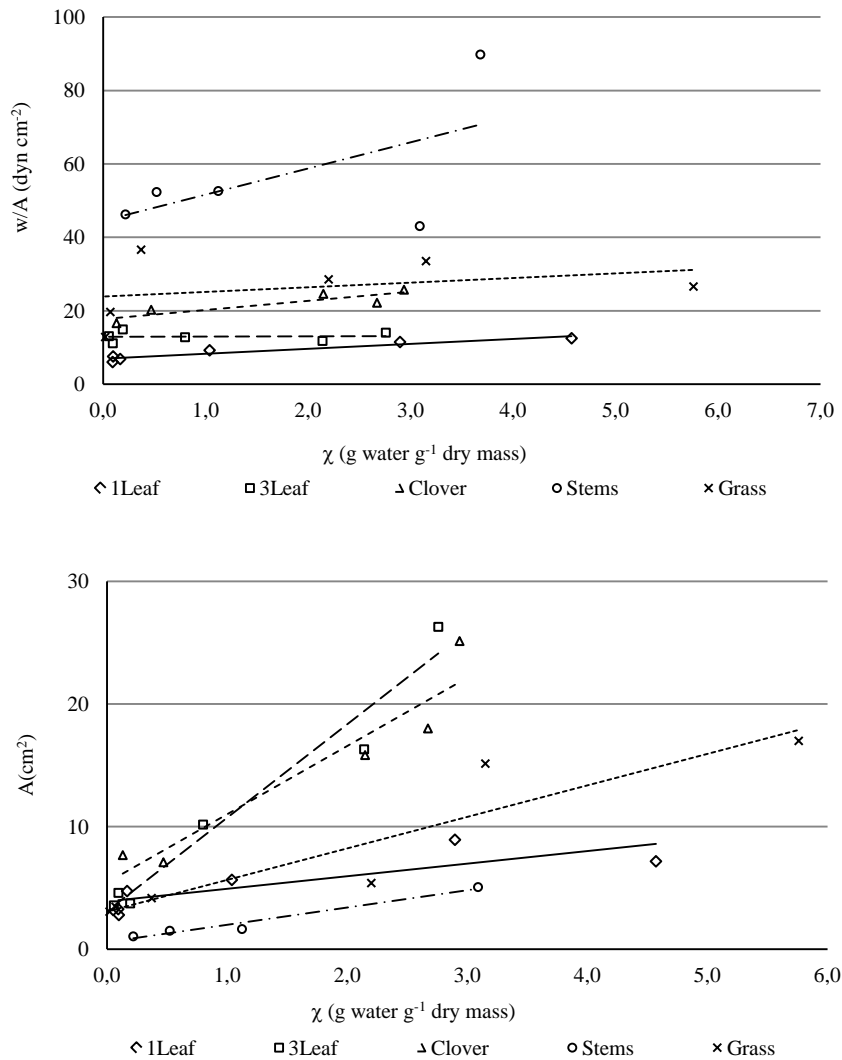 100
80
60
40
20
0
w/A (dyn cm-2)
0,0 1,0 2,0 3,0 4,0 5,0 6,0 7,0
χ (g water g-1 dry mass)
1Leaf 3Leaf Clover Stems Grass
30
20
10
0
A(cm2)
0,0 1,0 2,0 3,0 4,0 5,0 6,0
χ (g water g-1 dry mass)
1Leaf 3Leaf Clover Stems Grass